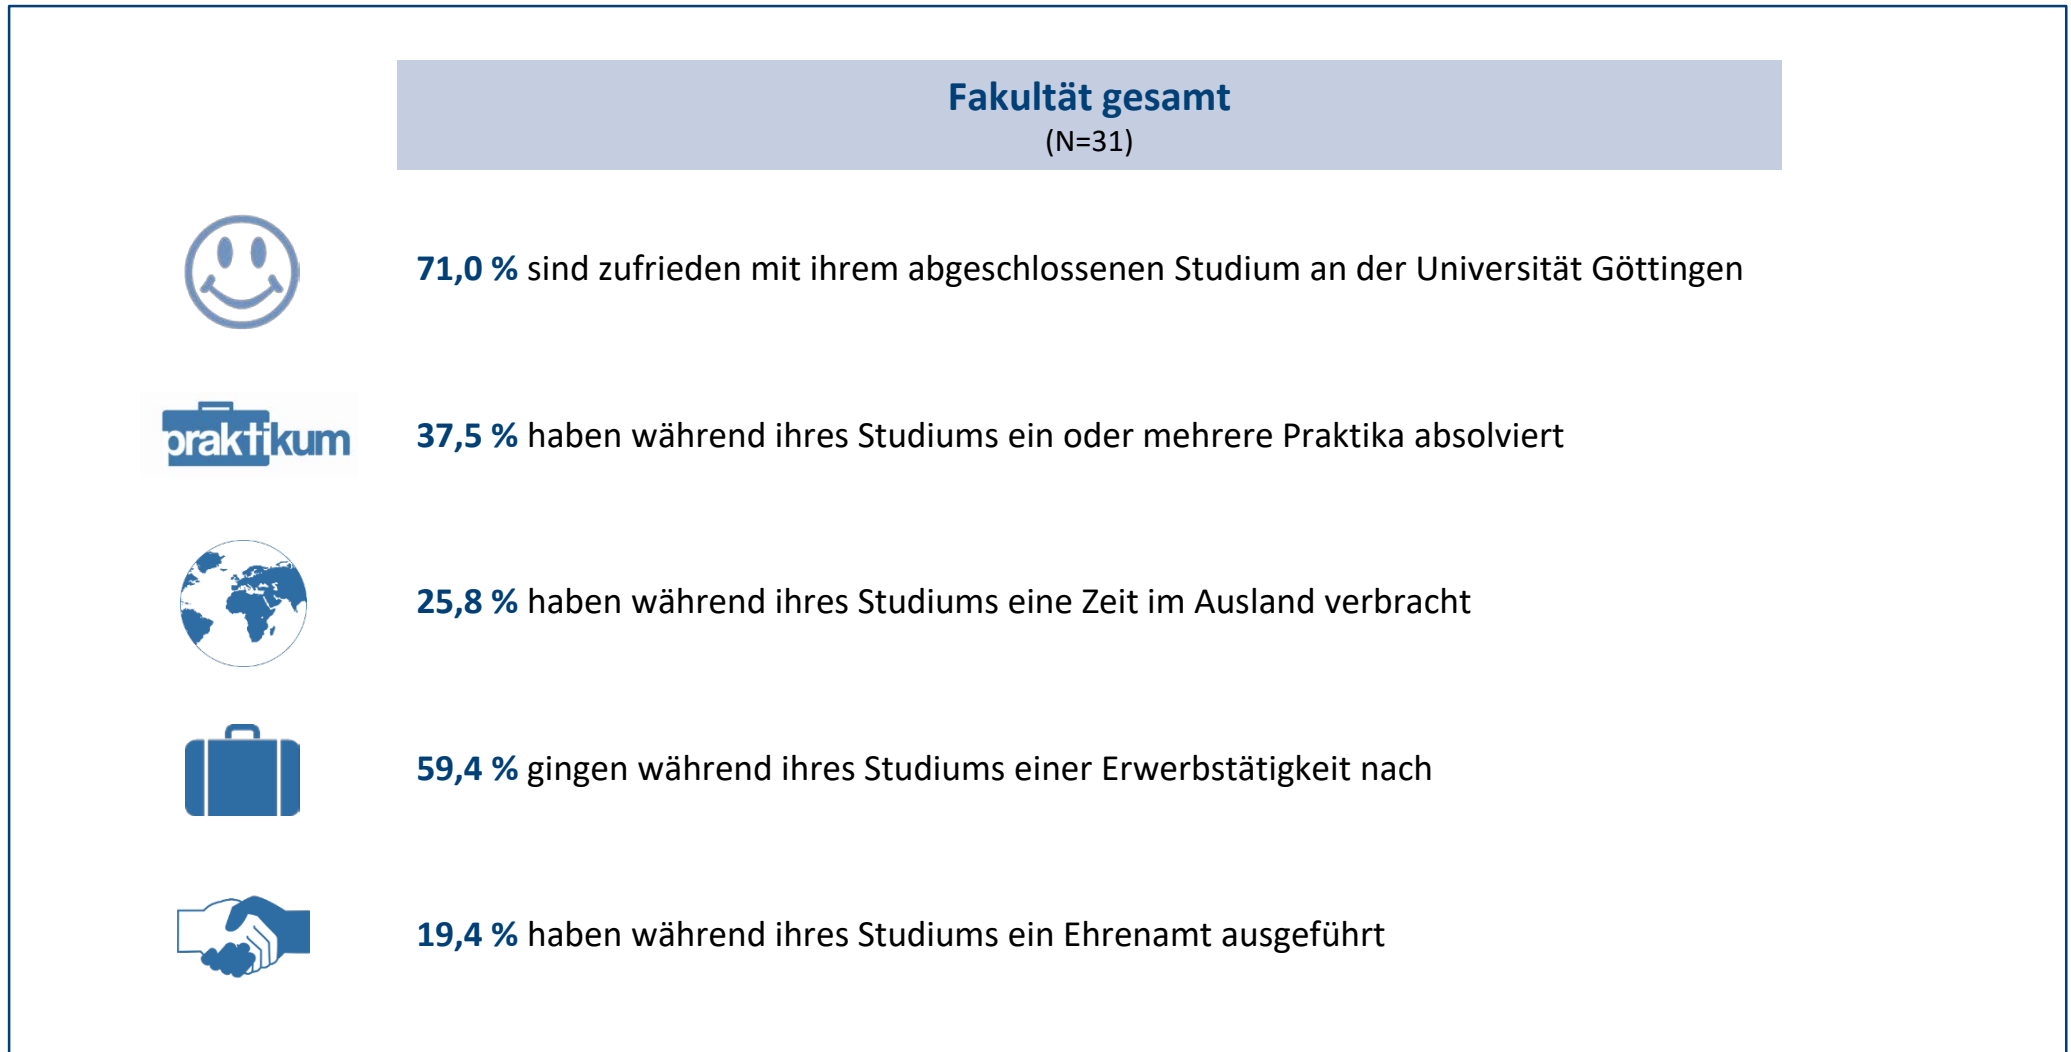 Fakultät gesamt
(N=31)
71,0 % sind zufrieden mit ihrem abgeschlossenen Studium an der Universität Göttingen
praktikum
37,5 % haben während ihres Studiums ein oder mehrere Praktika absolviert
25,8 % haben während ihres Studiums eine Zeit im Ausland verbracht
59,4 % gingen während ihres Studiums einer Erwerbstätigkeit nach
19,4 % haben während ihres Studiums ein Ehrenamt ausgeführt